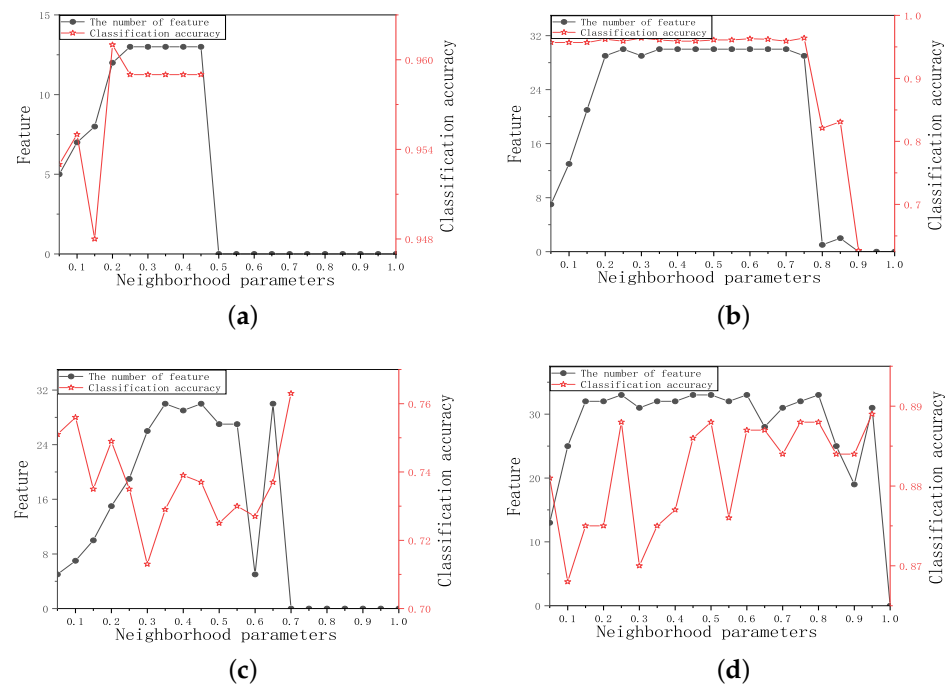 The number of feature
Classification accuracy
15
10
5
0
Feature
0.960
0.954
0.948
Classification accuracy
0.1 0.2 0.3 0.4 0.5 0.6 0.7 0.8 0.9 1.0
Neighborhood parameters
(a)
The number of feature
Classification accuracy
32
24
16
8
0
Feature
1.0
0.9
0.8
0.7
Classification accuracy
0.1 0.2 0.3 0.4 0.5 0.6 0.7 0.8 0.9 1.0
Neighborhood parameters
(b)
The number of feature
Classification accuracy
32
24
16
8
0
Feature
0.76
0.74
0.72
0.70
Classification accuracy
0.1 0.2 0.3 0.4 0.5 0.6 0.7 0.8 0.9 1.0
Neighborhood parameters
(c)
The number of feature
Classification accuracy
30
20
10
0
Feature
0.89
0.88
0.87
Classification accuracy
0.1 0.2 0.3 0.4 0.5 0.6 0.7 0.8 0.9 1.0
Neighborhood parameters
(d)